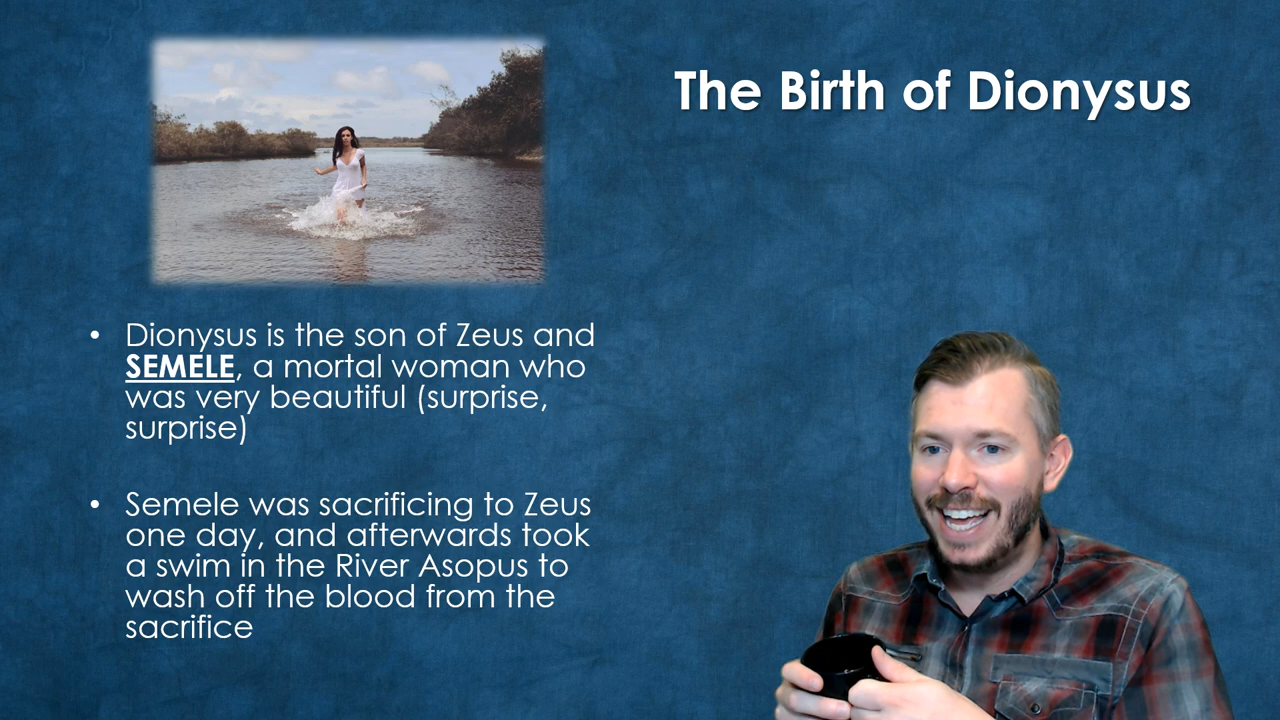 The Birth of Dionysus
• Dionysus is the son of Zeus and
SEMELE, a mortal woman who
was very beautiful (surprise,
surprise)
• Semele was sacrificing to Zeus
one day, and afterwards took
a swim in the River Asopus to
wash off the blood from the
sacrifice